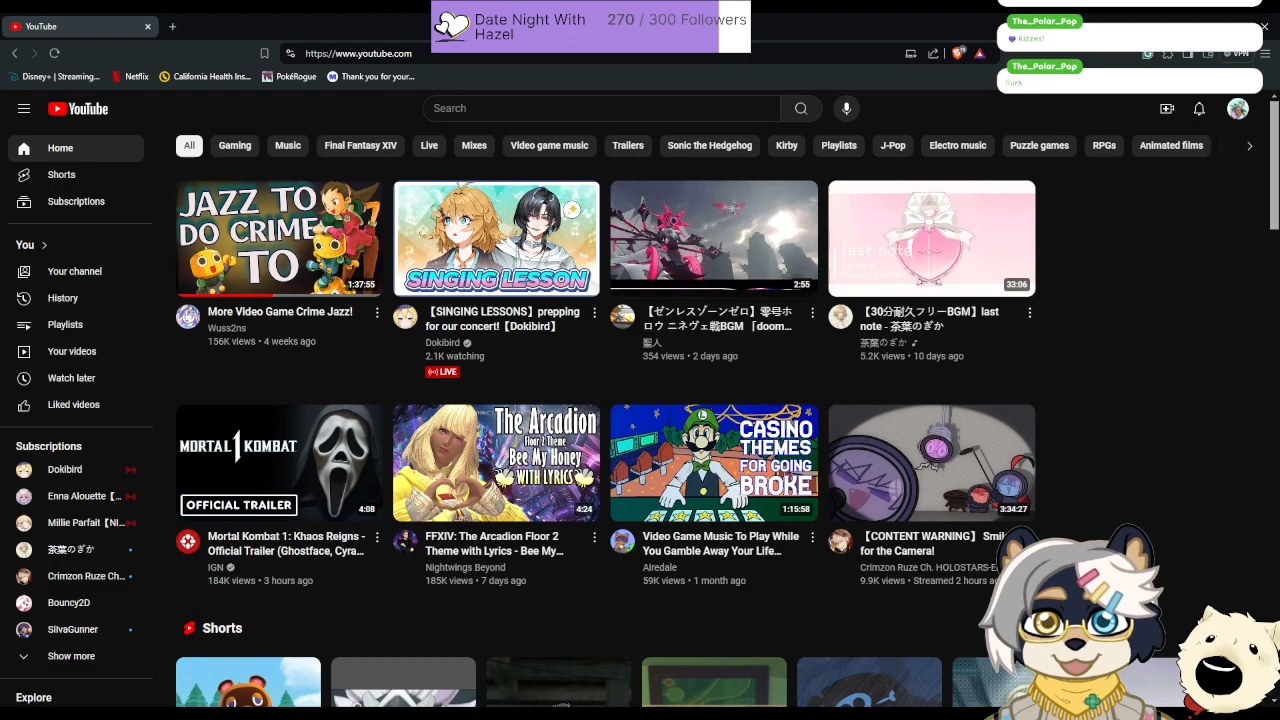 YouTube
Date Night With Hazel
270 / 300 Followers
The_Polar_Pop
Kizzes!
The_Polar_Pop
!lurk
now.youtube.c
VPN
Disney+ | Streaming...
Netflix
California Health Ins...
YouTube
Search
All
Gaming
Music
Final Fantasy XIV
Live
Mixes
Video game music
Trailers
Sonic the Hedgehog
Kirby
Playlists
J-Pop
Electro music
Puzzle games
RPGs
Animated films
Home
Shorts
Subscriptions
You
Your channel
History
Playlists
Your videos
Watch later
Liked videos
Subscriptions
Dokibird
Enna Alouette【...
Millie Parfait【NI...
茶葉のぎか
Crimzon Ruze Ch...
Bouncy2D
SiIvaGunner
Show more
Explore
JAZZ TO DO CRIME TO
1:37:55
More Video Game Crime Jazz!
Wuss2ns
156K views • 4 weeks ago
SINGING LESSON
【SINGING LESSONS】prepping
for our concert!【Dokibird】
Dokibird
2.1K watching
LIVE
2:55
【ゼンレスゾーンゼロ】零号ホ
ロウ ニネヴェ戦BGM 「doom...
聖人
354 views • 2 days ago
last note
33:06
【30分耐久フリーBGM】last
note - 茶葉のぎか
茶葉のぎか
5.2K views • 10 days ago
MORTAL KOMBAT 1
OFFICIAL TRAILER
4:08
Mortal Kombat 1: Khaos Reigns -
Official Trailer (Ghostface, Cyra...
IGN
184K views • 3 hours ago
The Arcadion
Floor 2 Theme
Bee My Honey
WITH LYRICS
4:24
FFXIV: The Arcadion Floor 2
Theme with Lyrics - Bee My...
Nightwings Beyond
185K views • 7 days ago
CASINO
THEMES
FOR GOING
BROKE
1:15:58
Video Game Music To Play While
You Gamble Away Your Life...
Airedale
59K views • 1 month ago
3:34:27
【CONTENT WARNING】 Smil
for the Camera!
Crimzon Ruze Ch. HOLOSTARS-E
9.9K views • Streamed 2 hours ag
Shorts